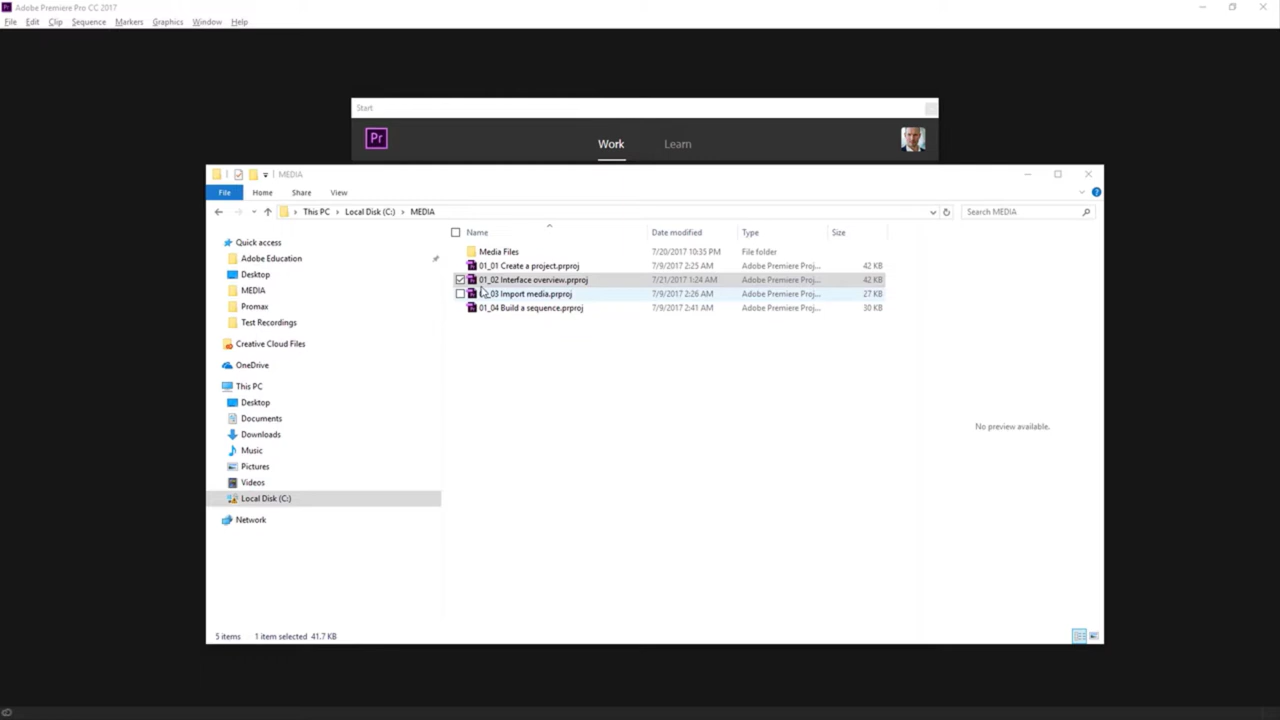 Adobe Premiere Pro CC 2017
File Edit Clip Sequence Markers Graphics Window Help
Start
Pr Work Learn
MEDIA
File Home Share View
This PC Local Disk (C:) MEDIA Search MEDIA
Name Date modified Type Size
Quick access
Adobe Education
Desktop
MEDIA
Promax
Test Recordings
Creative Cloud Files
OneDrive
This PC
Desktop
Documents
Downloads
Music
Pictures
Videos
Local Disk (C:)
Network
Media Files 7/20/2017 10:35 PM File folder
01_01 Create a project.prproj 7/9/2017 2:25 AM Adobe Premiere Proj... 42 KB
01_02 Interface overview.prproj 7/21/2017 1:24 AM Adobe Premiere Proj... 42 KB
_03 Import media.prproj 7/9/2017 2:26 AM Adobe Premiere Proj... 27 KB
01_04 Build a sequence.prproj 7/9/2017 2:41 AM Adobe Premiere Proj... 30 KB
No preview available.
5 items 1 item selected 41.7 KB